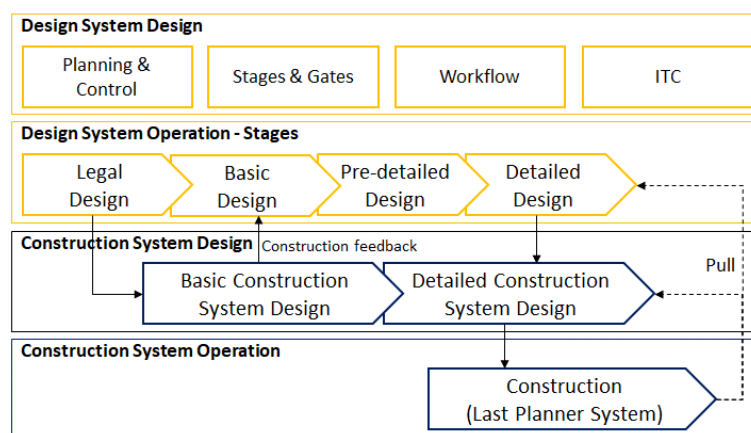 Design System Design
Planning &
Control
Stages & Gates
Workflow
ITC
Design System Operation - Stages
Legal
Design
Basic
Design
Pre-detailed
Design
Detailed
Design
Construction System Design
Construction feedback
Pull
Basic Construction
System Design
Detailed Construction
System Design
Construction System Operation
Construction
(Last Planner System)